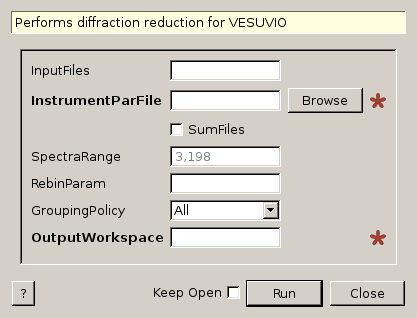 Performs diffraction reduction for VESUVIO
InputFiles
InstrumentParFile Browse *
SumFiles
SpectraRange 3,198
RebinParam
GroupingPolicy All
OutputWorkspace *
? Keep Open Run Close